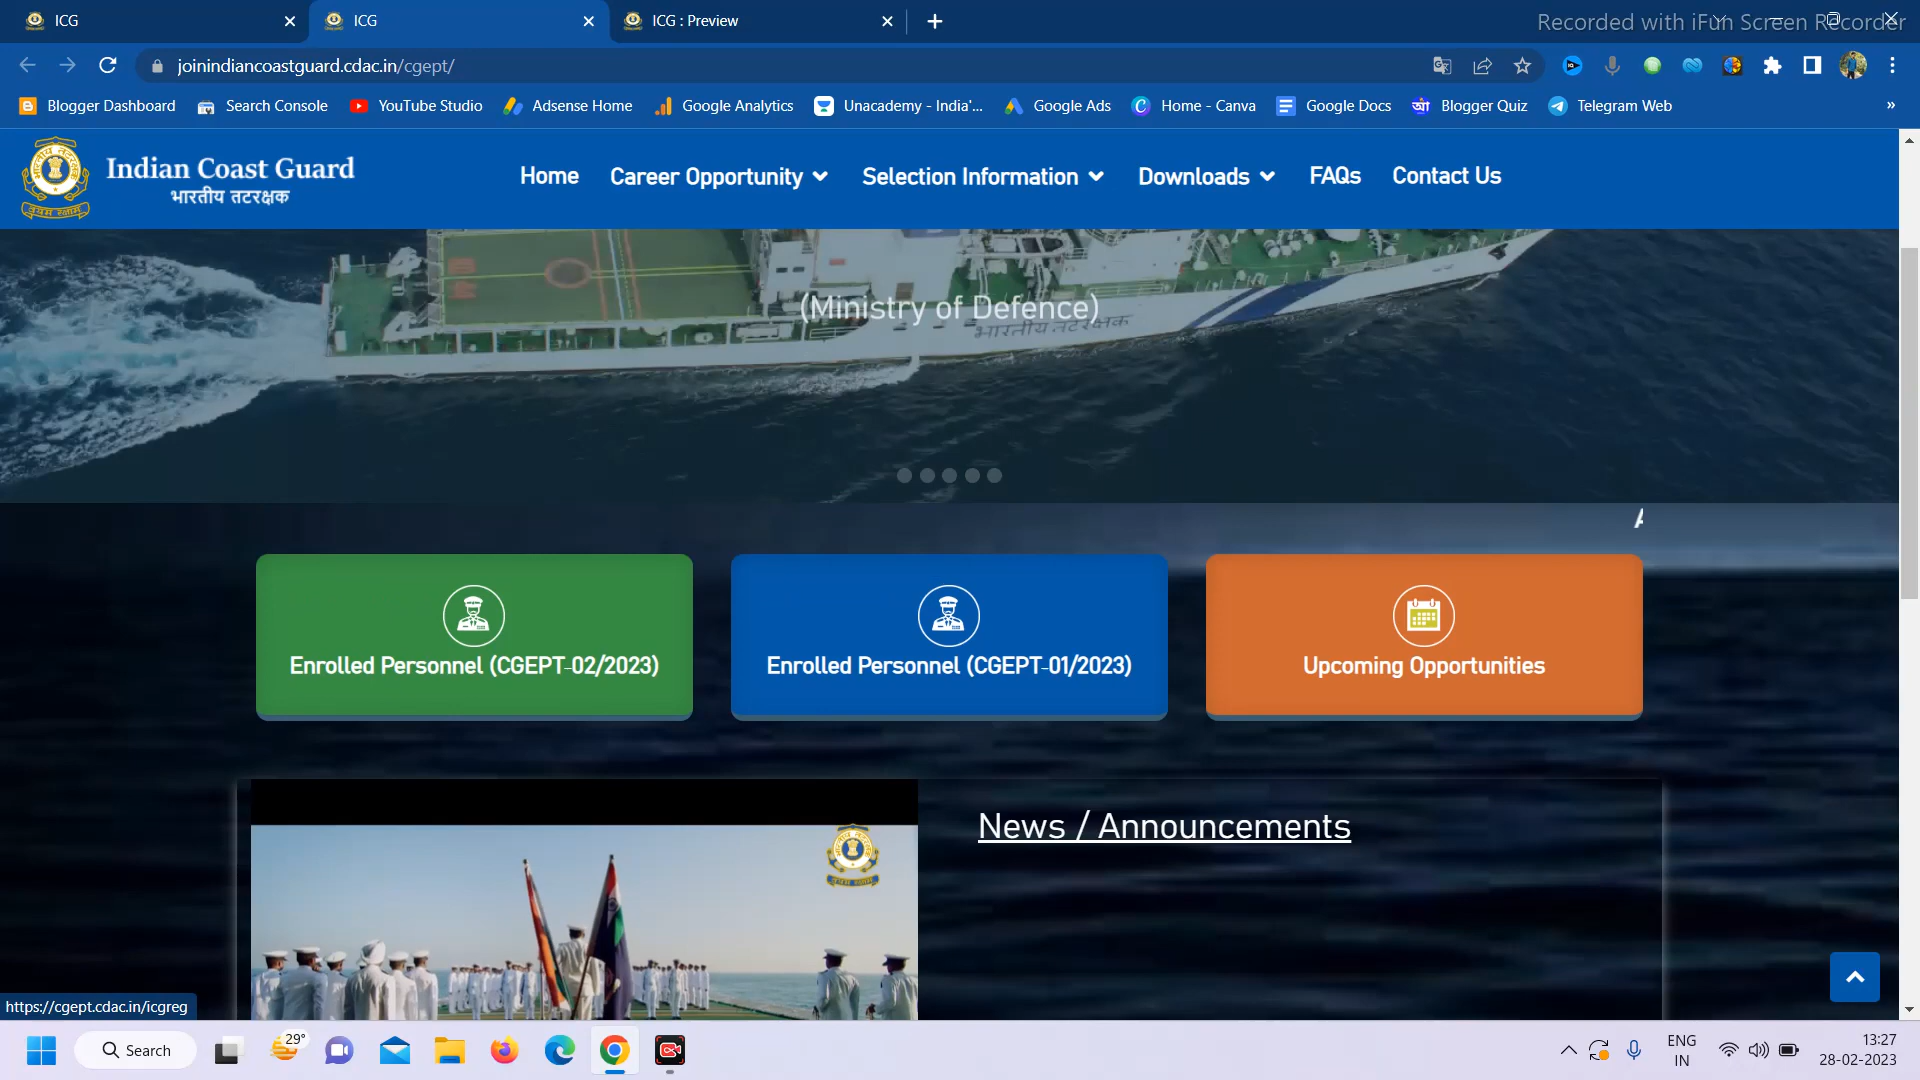 ICG
ICG
ICG : Preview
Recorded with iFun Screen Recorder
joinindiancoastguard.cdac.in/cgept/
Blogger Dashboard
Search Console
YouTube Studio
Adsense Home
Google Analytics
Unacademy - India'...
Google Ads
Home - Canva
Google Docs
Blogger Quiz
Telegram Web
»
Indian Coast Guard
भारतीय तटरक्षक
Home
Career Opportunity
Selection Information
Downloads
FAQs
Contact Us
(Ministry of Defence)
भारतीय तटरक्षक
Enrolled Personnel (CGEPT-02/2023)
Enrolled Personnel (CGEPT-01/2023)
Upcoming Opportunities
News / Announcements
https://cgept.cdac.in/icgreg
Search
29°
ENG
IN
13:27
28-02-2023